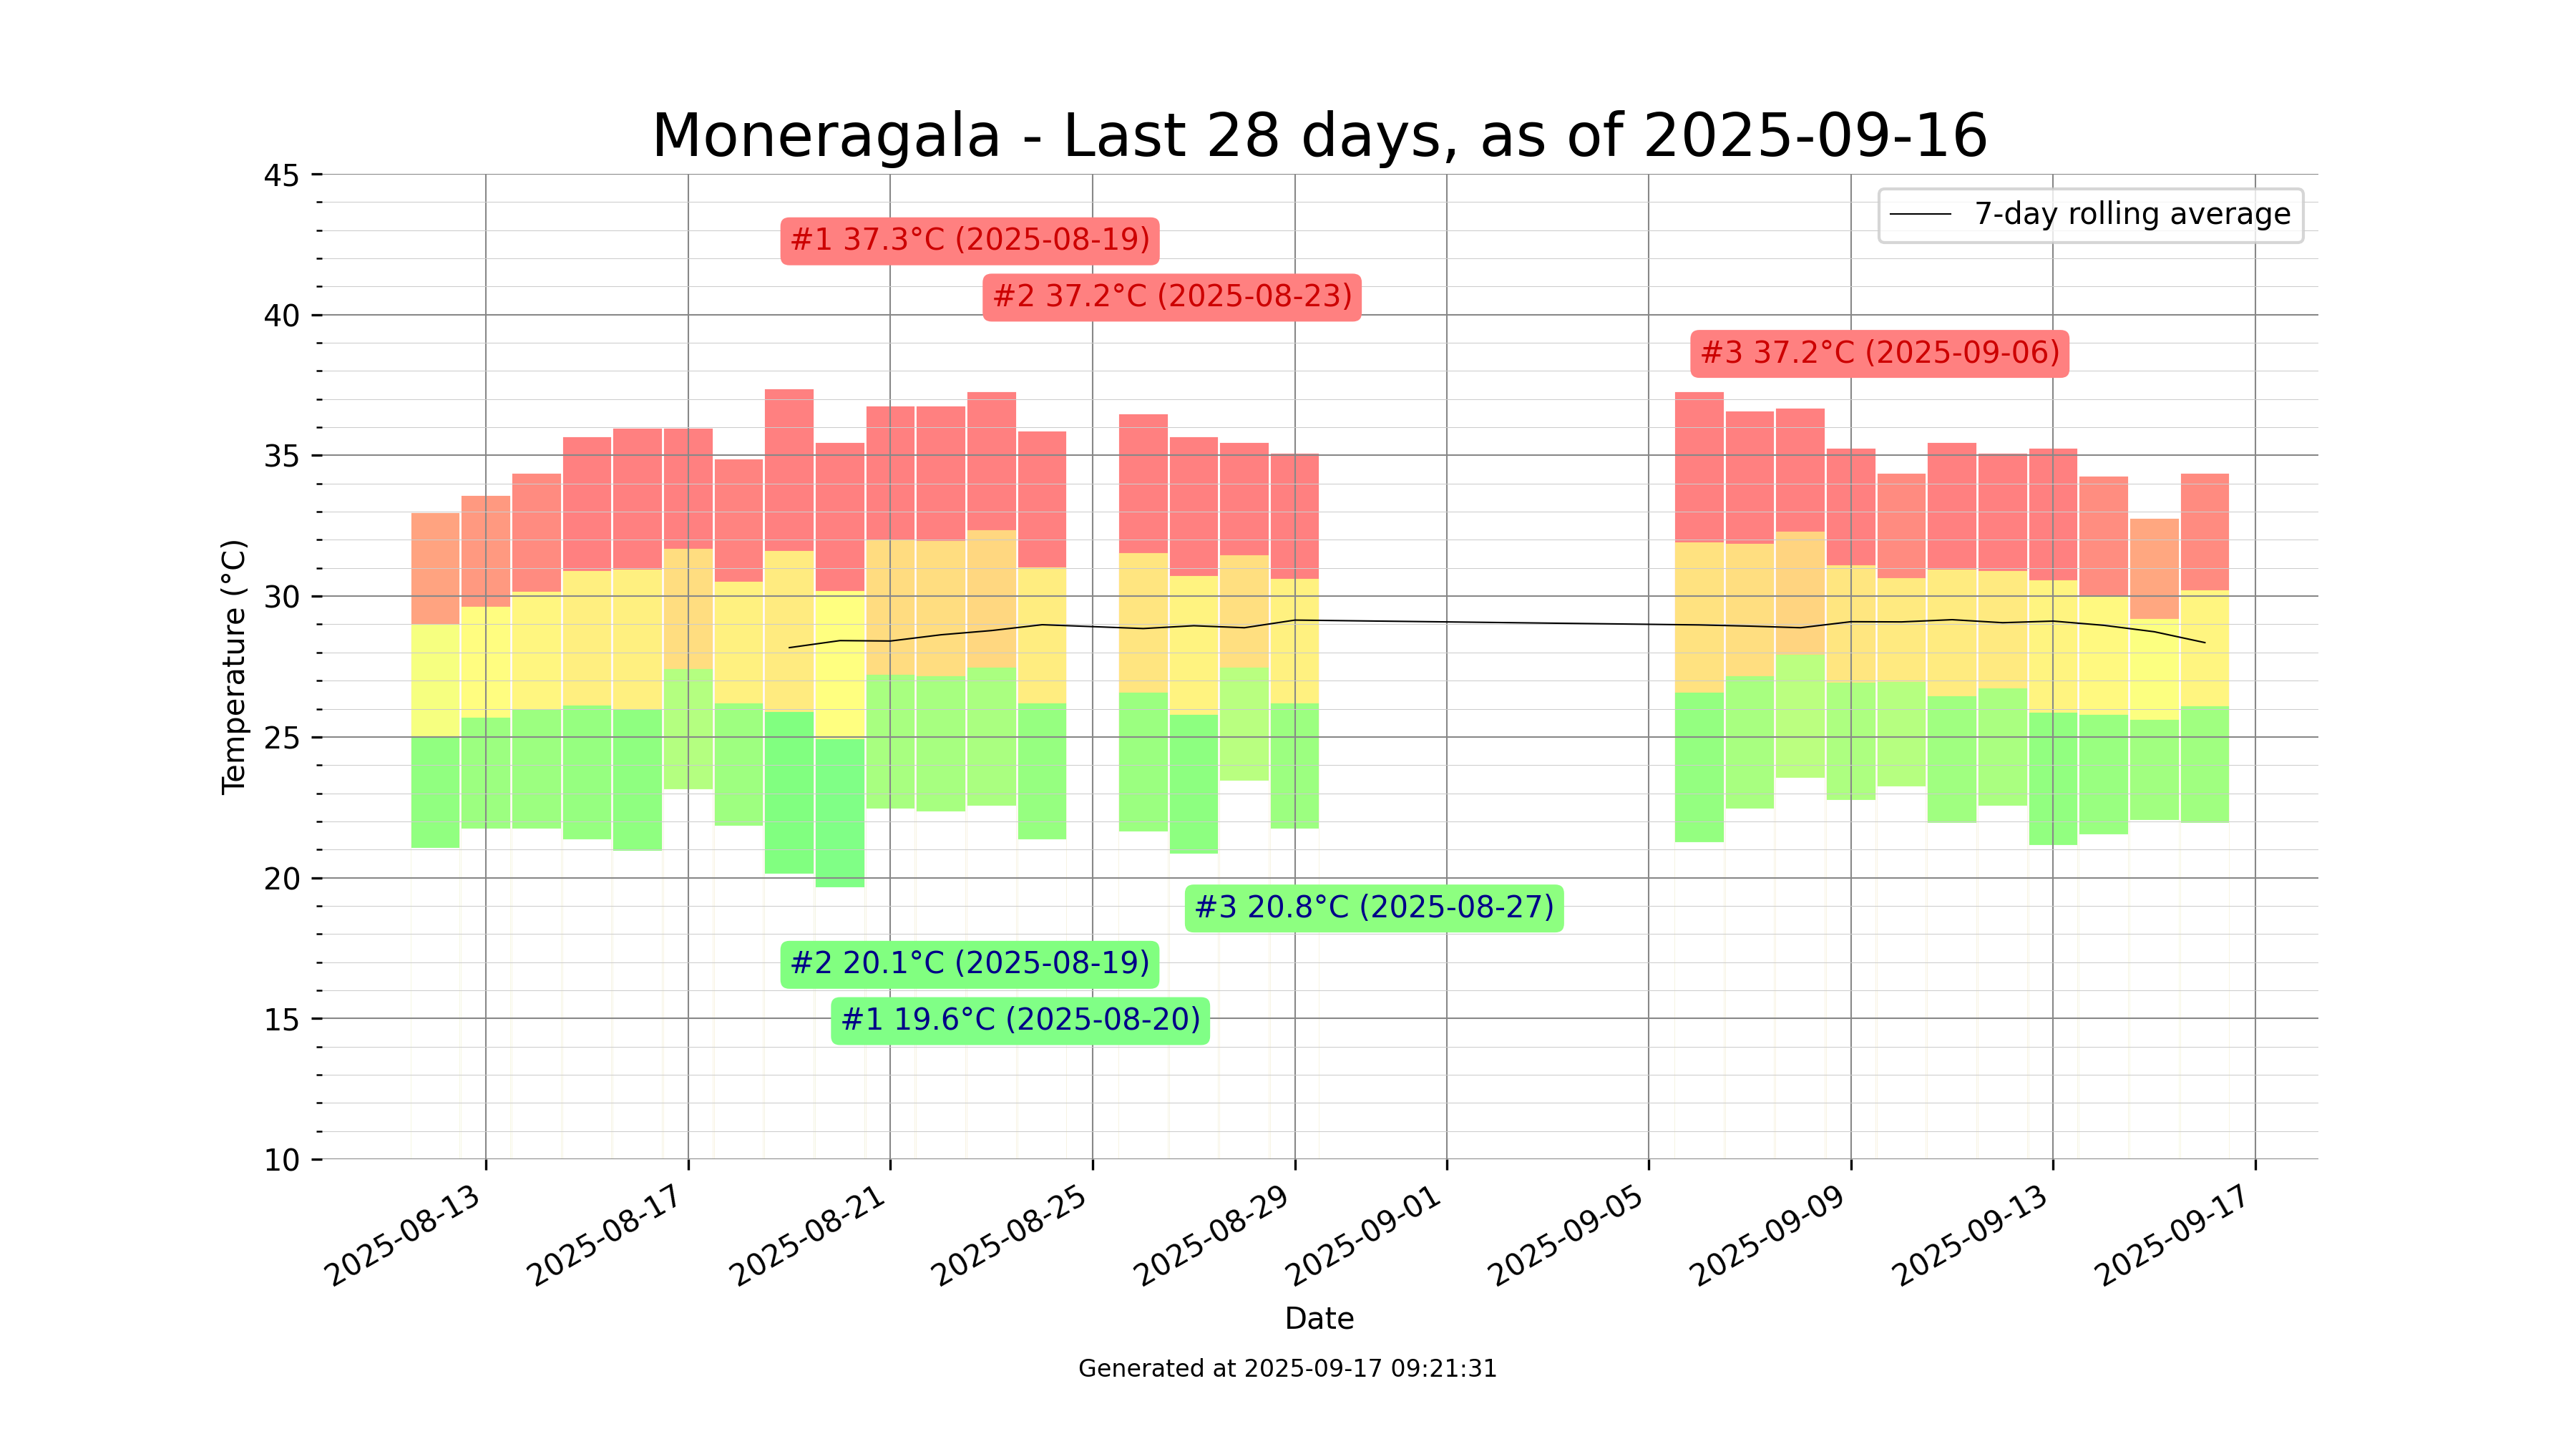 Moneragala - Last 28 days, as of 2025-09-16
45
7-day rolling average
#1 37.3°C (2025-08-19)
#2 37.2°C (2025-08-23)
40
#3 37.2°C (2025-09-06)
35
30
Temperature (°C)
25
20
#3 20.8°C (2025-08-27)
#2 20.1°C (2025-08-19)
#1 19.6°C (2025-08-20)
15
10
2025-08-13
2025-08-17
2025-08-21
2025-08-25
2025-08-29
2025-09-01
2025-09-05
2025-09-09
2025-09-13
2025-09-17
Date
Generated at 2025-09-17 09:21:31